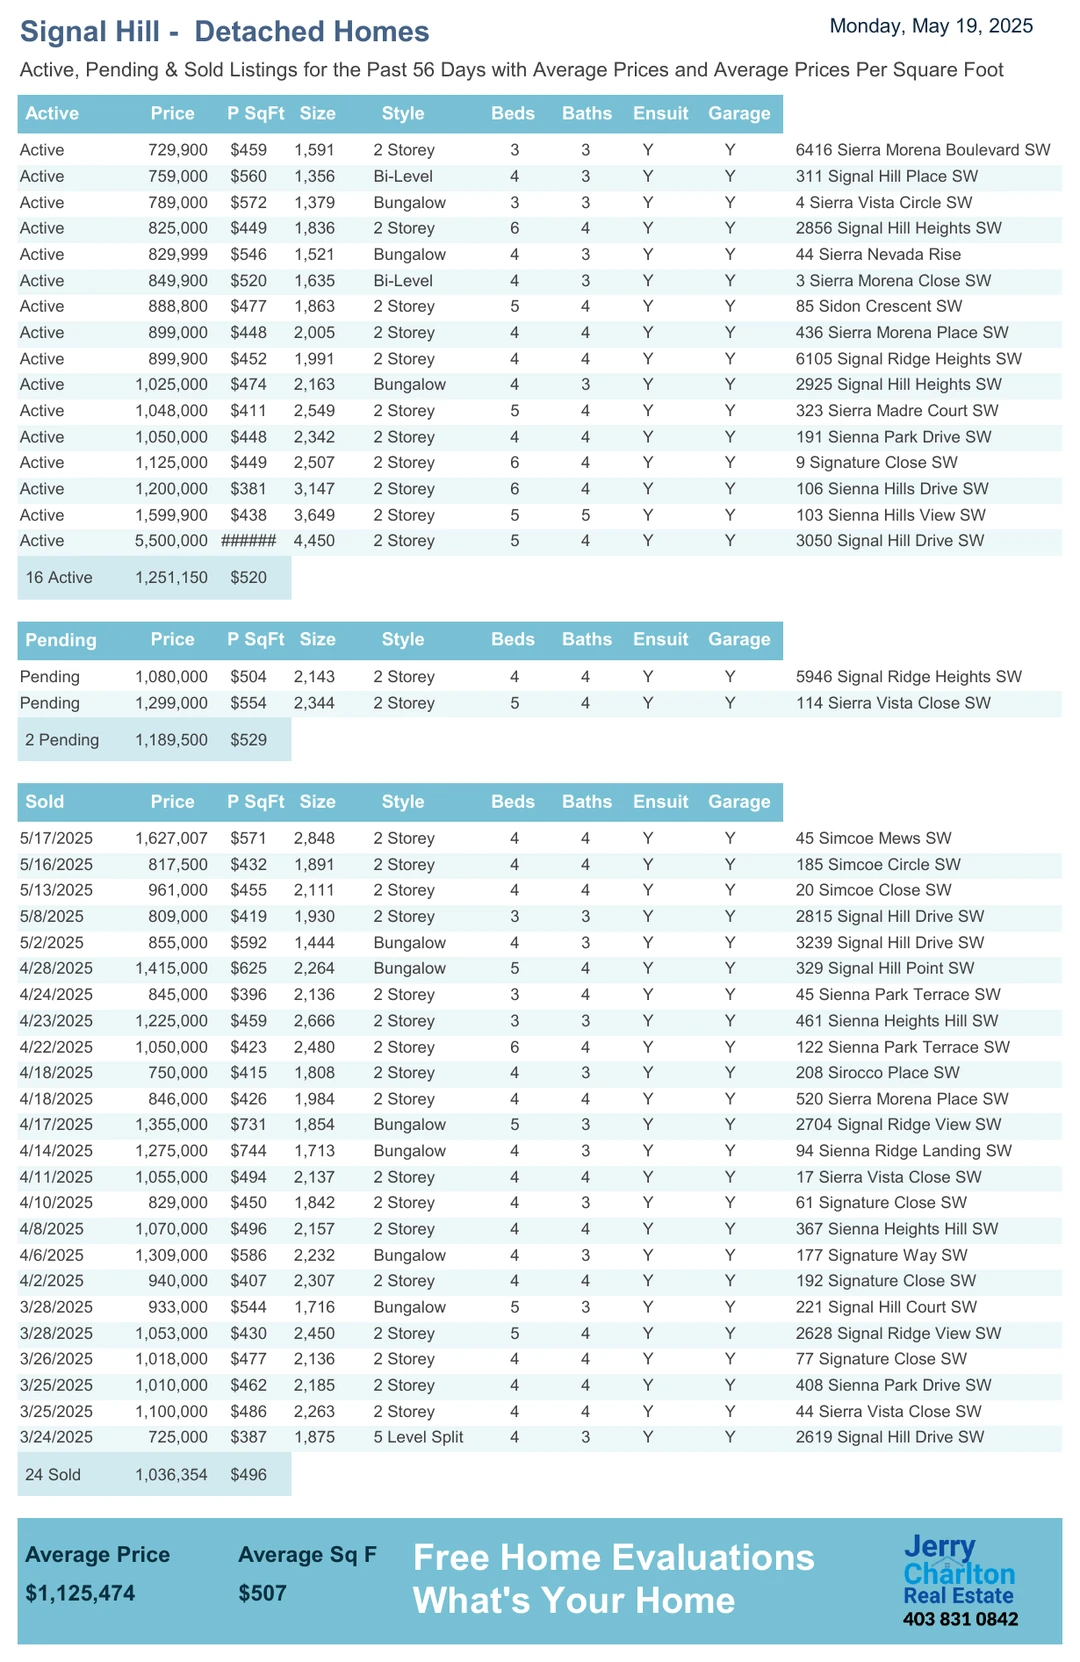 Signal Hill - Detached Homes
Monday, May 19, 2025
Active, Pending & Sold Listings for the Past 56 Days with Average Prices and Average Prices Per Square Foot
Active Price P SqFt Size Style Beds Baths Ensuit Garage
Active 729,900 $459 1,591 2 Storey 3 3 Y Y 6416 Sierra Morena Boulevard SW
Active 759,000 $560 1,356 Bi-Level 4 3 Y Y 311 Signal Hill Place SW
Active 789,000 $572 1,379 Bungalow 3 3 Y Y 4 Sierra Vista Circle SW
Active 825,000 $449 1,836 2 Storey 6 4 Y Y 2856 Signal Hill Heights SW
Active 829,999 $546 1,521 Bungalow 4 3 Y Y 44 Sierra Nevada Rise
Active 849,900 $520 1,635 Bi-Level 4 3 Y Y 3 Sierra Morena Close SW
Active 888,800 $477 1,863 2 Storey 5 4 Y Y 85 Sidon Crescent SW
Active 899,000 $448 2,005 2 Storey 4 4 Y Y 436 Sierra Morena Place SW
Active 899,900 $452 1,991 2 Storey 4 4 Y Y 6105 Signal Ridge Heights SW
Active 1,025,000 $474 2,163 Bungalow 4 3 Y Y 2925 Signal Hill Heights SW
Active 1,048,000 $411 2,549 2 Storey 5 4 Y Y 323 Sierra Madre Court SW
Active 1,050,000 $448 2,342 2 Storey 4 4 Y Y 191 Sienna Park Drive SW
Active 1,125,000 $449 2,507 2 Storey 6 4 Y Y 9 Signature Close SW
Active 1,200,000 $381 3,147 2 Storey 6 4 Y Y 106 Sienna Hills Drive SW
Active 1,599,900 $438 3,649 2 Storey 5 5 Y Y 103 Sienna Hills View SW
Active 5,500,000 ###### 4,450 2 Storey 5 4 Y Y 3050 Signal Hill Drive SW
16 Active 1,251,150 $520
Pending Price P SqFt Size Style Beds Baths Ensuit Garage
Pending 1,080,000 $504 2,143 2 Storey 4 4 Y Y 5946 Signal Ridge Heights SW
Pending 1,299,000 $554 2,344 2 Storey 5 4 Y Y 114 Sierra Vista Close SW
2 Pending 1,189,500 $529
Sold Price P SqFt Size Style Beds Baths Ensuit Garage
5/17/2025 1,627,007 $571 2,848 2 Storey 4 4 Y Y 45 Simcoe Mews SW
5/16/2025 817,500 $432 1,891 2 Storey 4 4 Y Y 185 Simcoe Circle SW
5/13/2025 961,000 $455 2,111 2 Storey 4 4 Y Y 20 Simcoe Close SW
5/8/2025 809,000 $419 1,930 2 Storey 3 3 Y Y 2815 Signal Hill Drive SW
5/2/2025 855,000 $592 1,444 Bungalow 4 3 Y Y 3239 Signal Hill Drive SW
4/28/2025 1,415,000 $625 2,264 Bungalow 5 4 Y Y 329 Signal Hill Point SW
4/24/2025 845,000 $396 2,136 2 Storey 3 4 Y Y 45 Sienna Park Terrace SW
4/23/2025 1,225,000 $459 2,666 2 Storey 3 3 Y Y 461 Sienna Heights Hill SW
4/22/2025 1,050,000 $423 2,480 2 Storey 6 4 Y Y 122 Sienna Park Terrace SW
4/18/2025 750,000 $415 1,808 2 Storey 4 3 Y Y 208 Sirocco Place SW
4/18/2025 846,000 $426 1,984 2 Storey 4 4 Y Y 520 Sierra Morena Place SW
4/17/2025 1,355,000 $731 1,854 Bungalow 5 3 Y Y 2704 Signal Ridge View SW
4/14/2025 1,275,000 $744 1,713 Bungalow 4 3 Y Y 94 Sienna Ridge Landing SW
4/11/2025 1,055,000 $494 2,137 2 Storey 4 4 Y Y 17 Sierra Vista Close SW
4/10/2025 829,000 $450 1,842 2 Storey 4 3 Y Y 61 Signature Close SW
4/8/2025 1,070,000 $496 2,157 2 Storey 4 4 Y Y 367 Sienna Heights Hill SW
4/6/2025 1,309,000 $586 2,232 Bungalow 4 3 Y Y 177 Signature Way SW
4/2/2025 940,000 $407 2,307 2 Storey 4 4 Y Y 192 Signature Close SW
3/28/2025 933,000 $544 1,716 Bungalow 5 3 Y Y 221 Signal Hill Court SW
3/28/2025 1,053,000 $430 2,450 2 Storey 5 4 Y Y 2628 Signal Ridge View SW
3/26/2025 1,018,000 $477 2,136 2 Storey 4 4 Y Y 77 Signature Close SW
3/25/2025 1,010,000 $462 2,185 2 Storey 4 4 Y Y 408 Sienna Park Drive SW
3/25/2025 1,100,000 $486 2,263 2 Storey 4 4 Y Y 44 Sierra Vista Close SW
3/24/2025 725,000 $387 1,875 5 Level Split 4 3 Y Y 2619 Signal Hill Drive SW
24 Sold 1,036,354 $496
Average Price Average Sq F
$1,125,474 $507
Free Home Evaluations
What's Your Home
Jerry
Charlton
Real Estate
403 831 0842